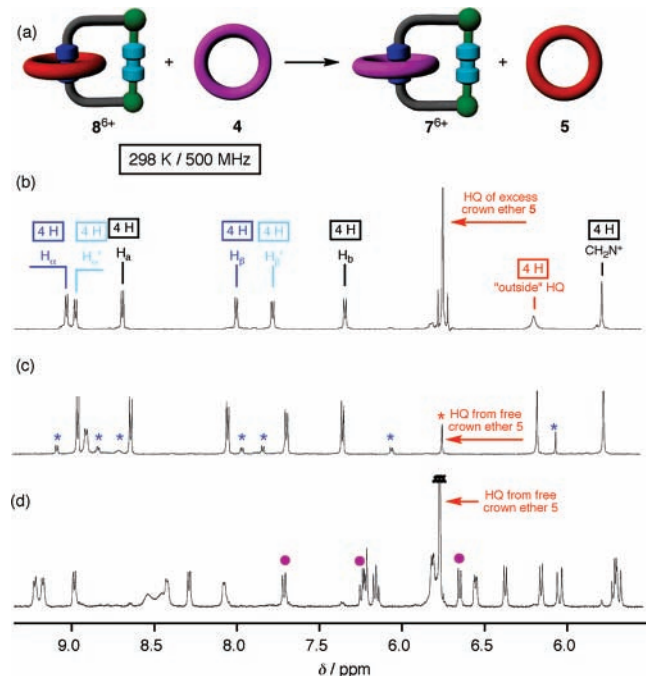 (a)
+
8⁶⁺
4
7⁶⁺
+
5
298 K / 500 MHz
(b)
4 H
4 H
4 H
4 H
4 H
4 H
HQ of excess
crown ether 5
4 H
Hα
Hα'
Ha
Hβ
Hβ'
Hb
4 H
"outside" HQ
CH₂N⁺
(c)
* * * * * * * *
HQ from free
crown ether 5
(d)
HQ from free
crown ether 5
9.0 8.5 8.0 7.5 6.5 6.0 6.0
δ / ppm